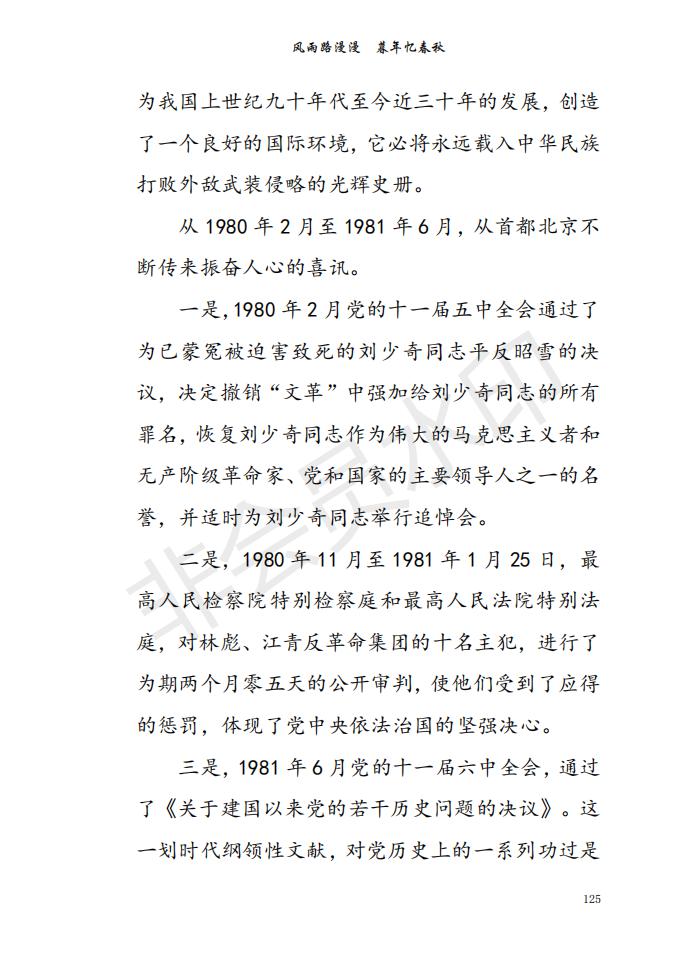 风雨路漫漫　暮年忆春秋
为我国上世纪九十年代至今近三十年的发展，创造
了一个良好的国际环境，它必将永远载入中华民族
打败外敌武装侵略的光辉史册。
从 1980 年 2 月至 1981 年 6 月，从首都北京不
断传来振奋人心的喜讯。
一是，1980 年 2 月党的十一届五中全会通过了
为已蒙冤被迫害致死的刘少奇同志平反昭雪的决
议，决定撤销“文革”中强加给刘少奇同志的所有
罪名，恢复刘少奇同志作为伟大的马克思主义者和
无产阶级革命家、党和国家的主要领导人之一的名
誉，并适时为刘少奇同志举行追悼会。
二是，1980 年 11 月至 1981 年 1 月 25 日，最
高人民检察院特别检察庭和最高人民法院特别法
庭，对林彪、江青反革命集团的十名主犯，进行了
为期两个月零五天的公开审判，使他们受到了应得
的惩罚，体现了党中央依法治国的坚强决心。
三是，1981 年 6 月党的十一届六中全会，通过
了《关于建国以来党的若干历史问题的决议》。这
一划时代纲领性文献，对党历史上的一系列功过是
125
非会员水印